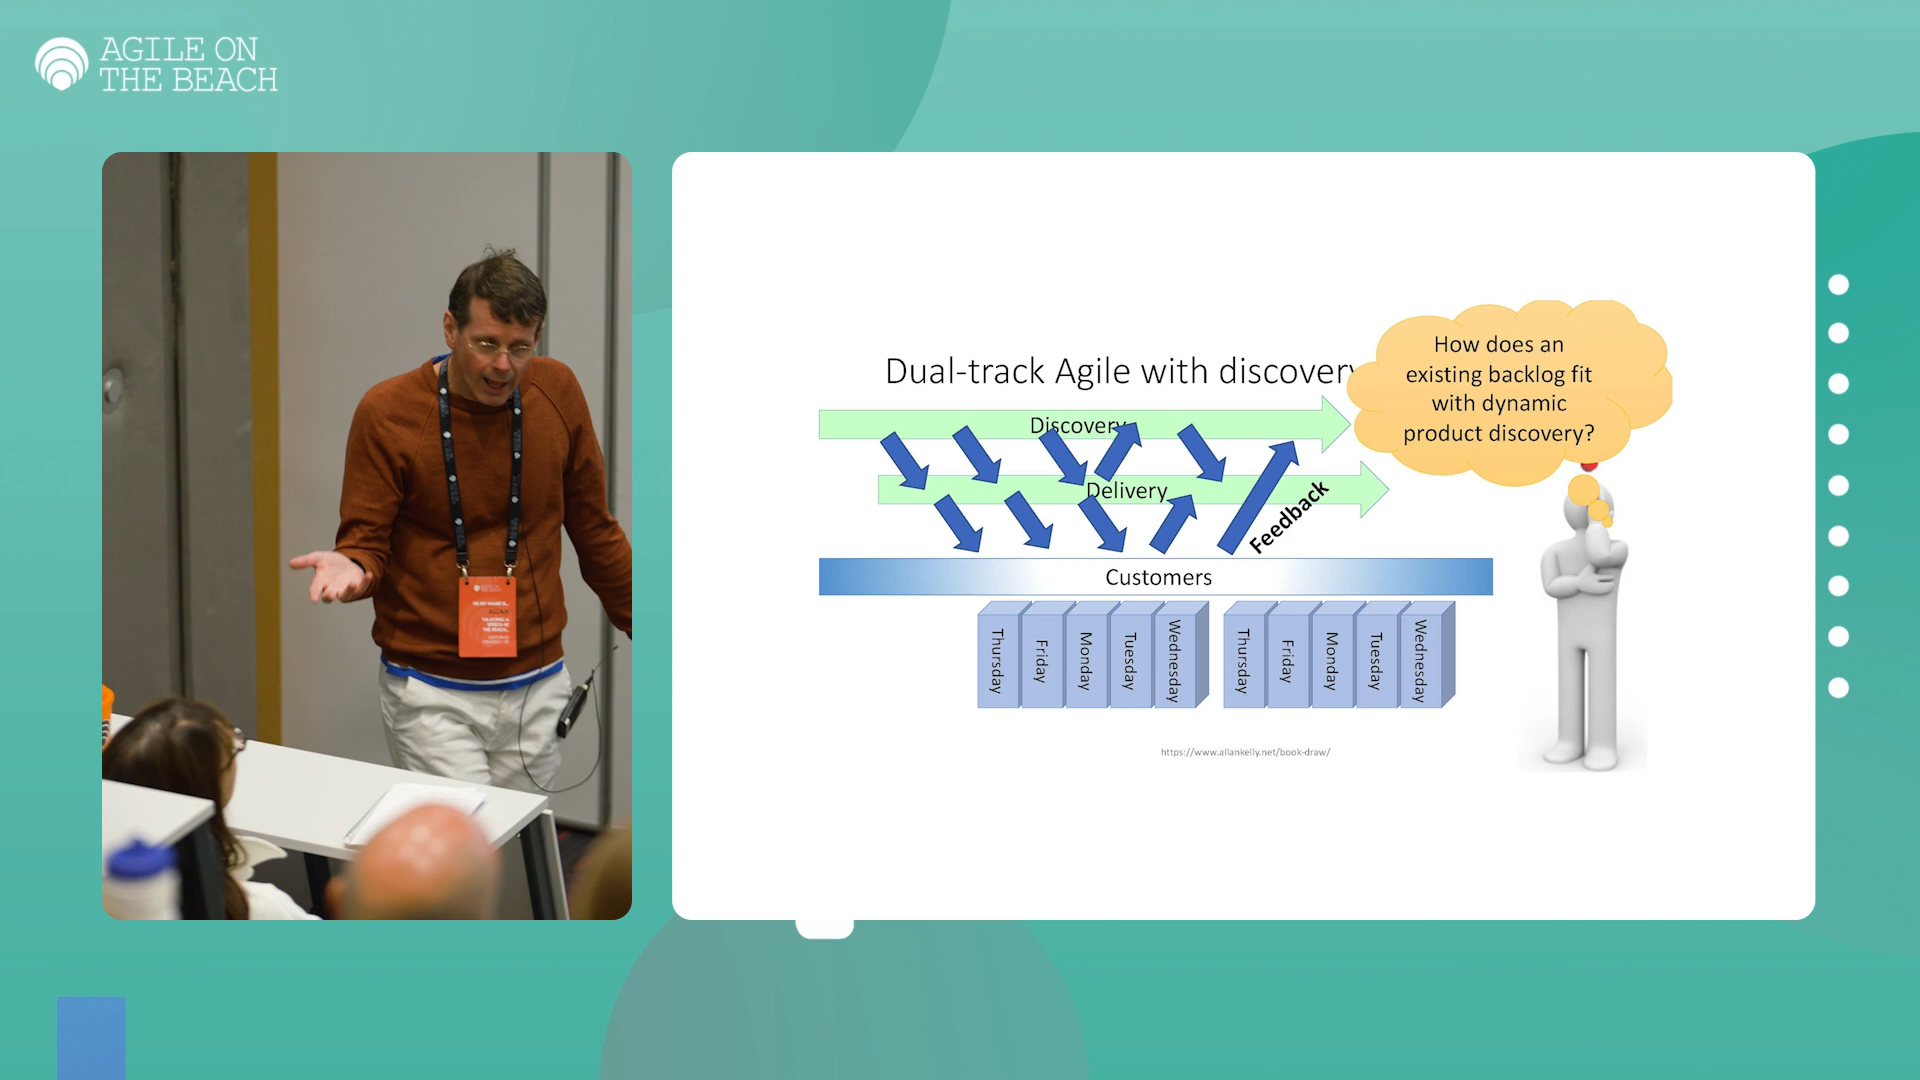 AGILE ON
THE BEACH
Dual-track Agile with discovery
How does an
existing backlog fit
with dynamic
product discovery?
Discovery
Delivery
Feedback
Customers
Thursday
Friday
Monday
Tuesday
Wednesday
Thursday
Friday
Monday
Tuesday
Wednesday
https://www.allankelly.net/book-draw/